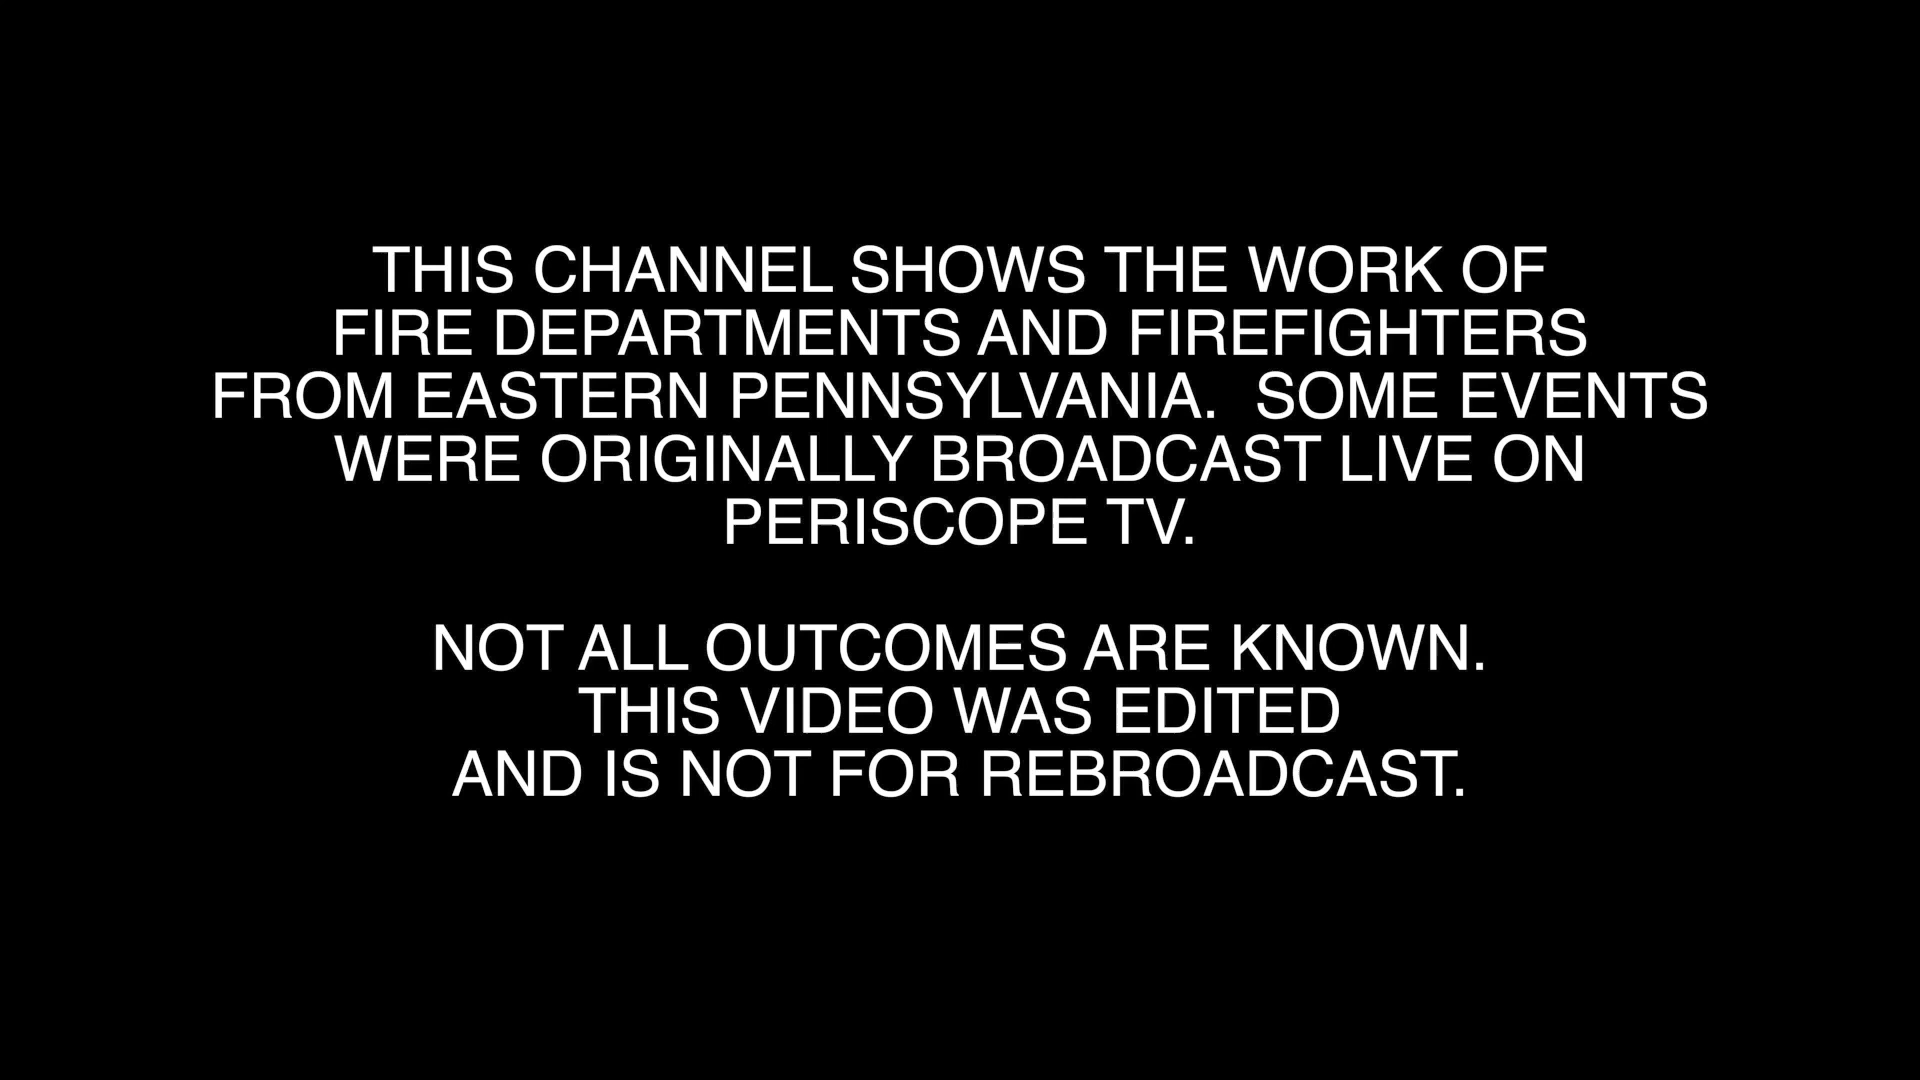 THIS CHANNEL SHOWS THE WORK OF
FIRE DEPARTMENTS AND FIREFIGHTERS
FROM EASTERN PENNSYLVANIA.  SOME EVENTS
WERE ORIGINALLY BROADCAST LIVE ON
PERISCOPE TV.
NOT ALL OUTCOMES ARE KNOWN.
THIS VIDEO WAS EDITED
AND IS NOT FOR REBROADCAST.